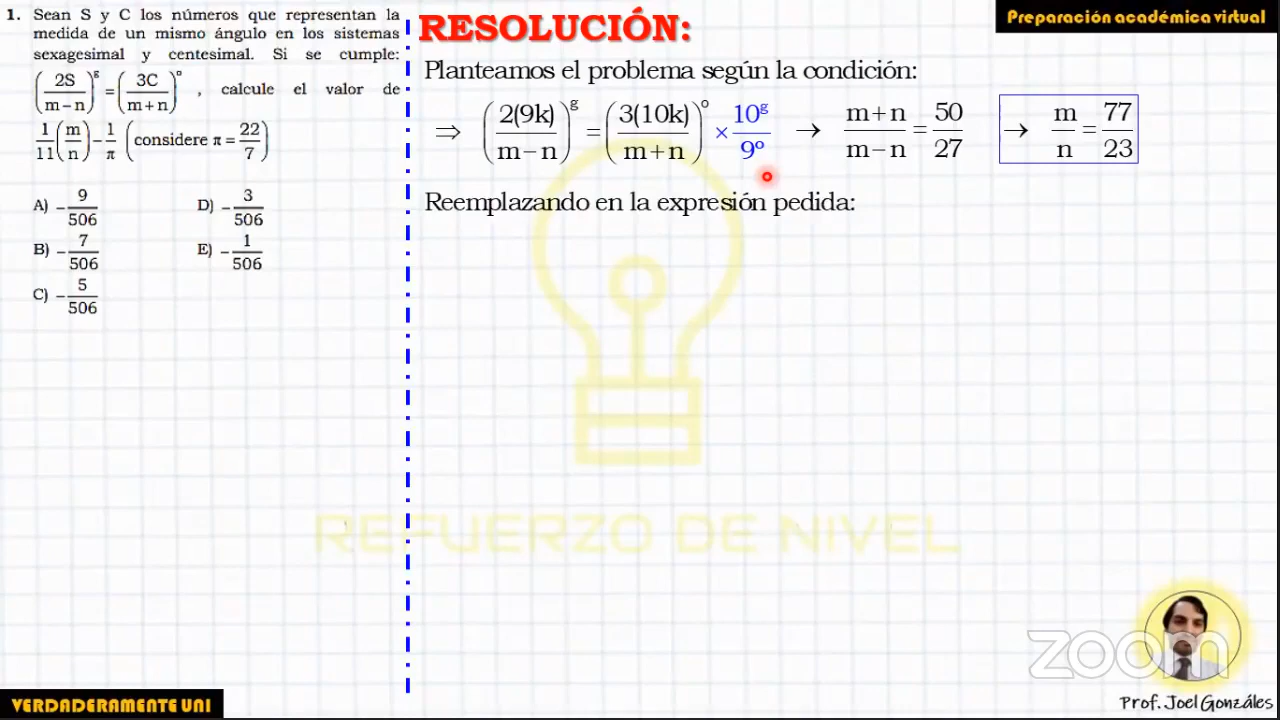 Preparación académica virtual
1. Sean S y C los números que representan la
medida de un mismo ángulo en los sistemas
sexagesimal y centesimal. Si se cumple:
(2S/(m−n))^g = (3C/(m+n))^° , calcule el valor de
1/11 (m/n) − 1/π (considere π = 22/7)
A) −9/506
D) −3/506
B) −7/506
E) −1/506
C) −5/506
RESOLUCIÓN:
Planteamos el problema según la condición:
⇒ (2(9k)/(m−n))^g = (3(10k)/(m+n))^° × 10^g/9° → (m+n)/(m−n) = 50/27 → m/n = 77/23
Reemplazando en la expresión pedida:
REFUERZO DE NIVEL
zoom
VERDADERAMENTE UNI
Prof. Joel Gonzáles